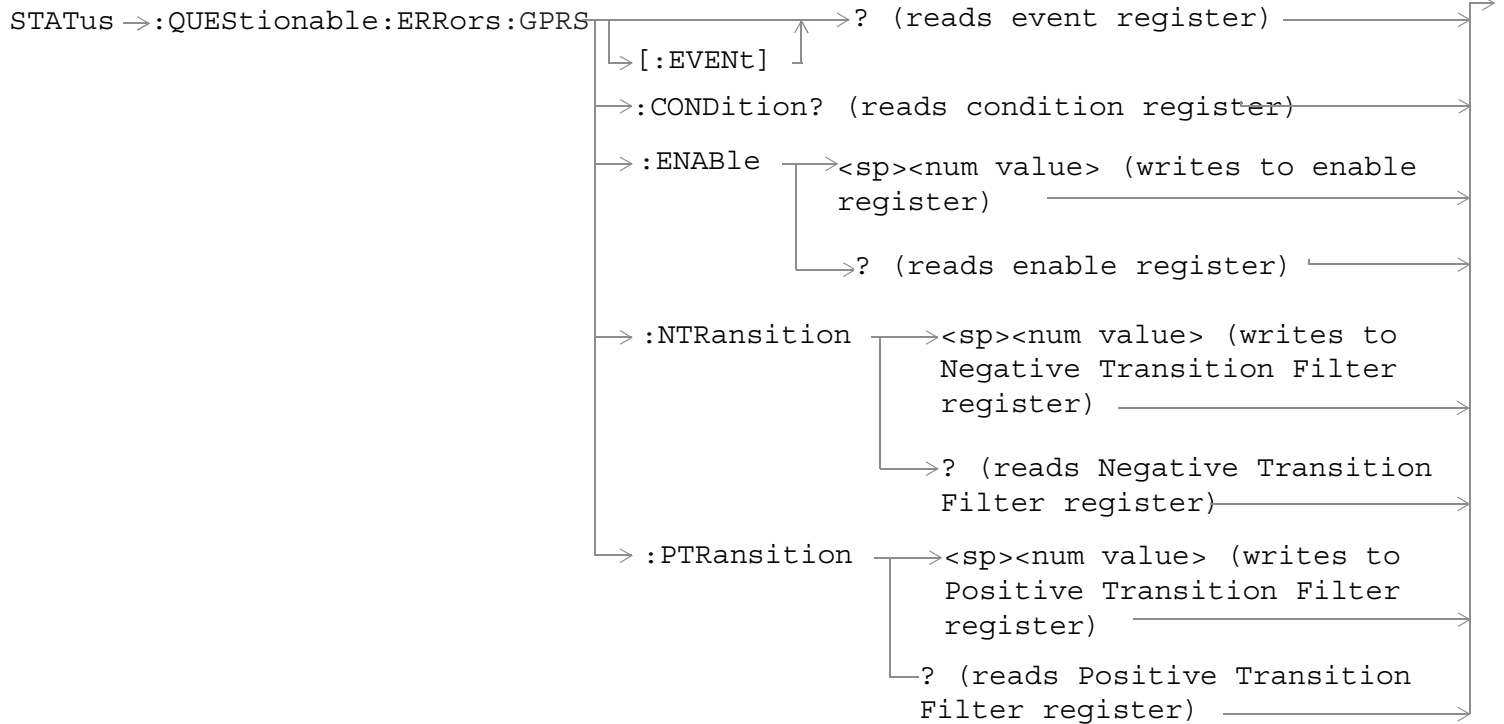 STATus :QUEStionable:ERRors:GPRS ? (reads event register)
[:EVENt]
:CONDition? (reads condition register)
:ENABle <sp><num value> (writes to enable
register)
? (reads enable register)
:NTRansition <sp><num value> (writes to
Negative Transition Filter
register)
? (reads Negative Transition
Filter register)
:PTRansition <sp><num value> (writes to
Positive Transition Filter
register)
? (reads Positive Transition
Filter register)